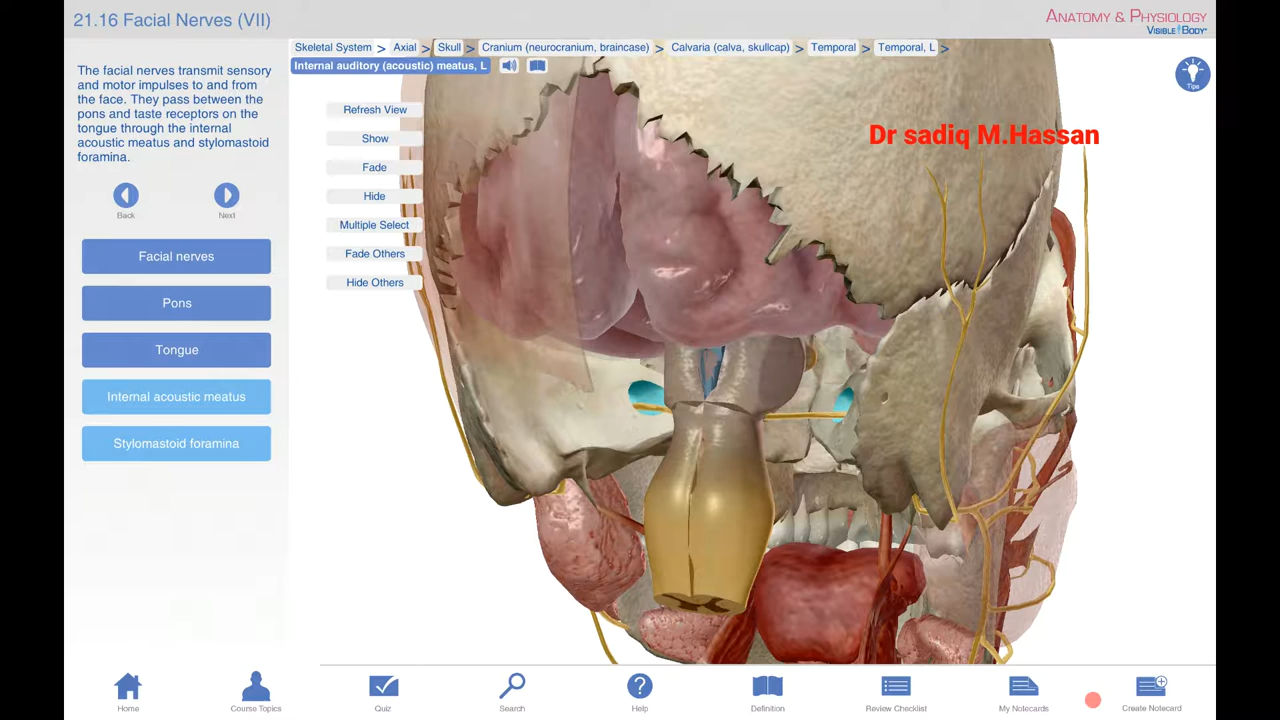 21.16 Facial Nerves (VII)
ANATOMY & PHYSIOLOGY
VISIBLE BODY®
The facial nerves transmit sensory
and motor impulses to and from
the face. They pass between the
pons and taste receptors on the
tongue through the internal
acoustic meatus and stylomastoid
foramina.
Back
Next
Facial nerves
Pons
Tongue
Internal acoustic meatus
Stylomastoid foramina
Skeletal System > Axial > Skull > Cranium (neurocranium, braincase) > Calvaria (calva, skullcap) > Temporal > Temporal, L >
Internal auditory (acoustic) meatus, L
Refresh View
Show
Fade
Hide
Multiple Select
Fade Others
Hide Others
Tips
Dr sadiq M.Hassan
Home
Course Topics
Quiz
Search
Help
Definition
Review Checklist
My Notecards
Create Notecard